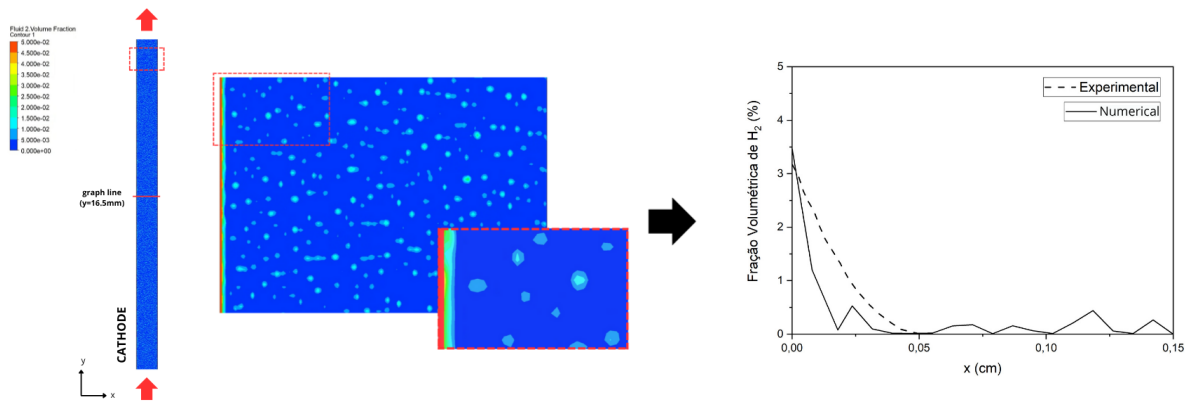 Fluid 2.Volume Fraction
Contour 1
5.000e-02
4.500e-02
4.000e-02
3.500e-02
3.000e-02
2.500e-02
2.000e-02
1.500e-02
1.000e-02
5.000e-03
0.000e+00
graph line
(y=16.5mm)
CATHODE
y
x
Fração Volumétrica de H₂ (%)
5
4
3
2
1
0
0,00
0,05
0,10
0,15
x (cm)
Experimental
Numerical